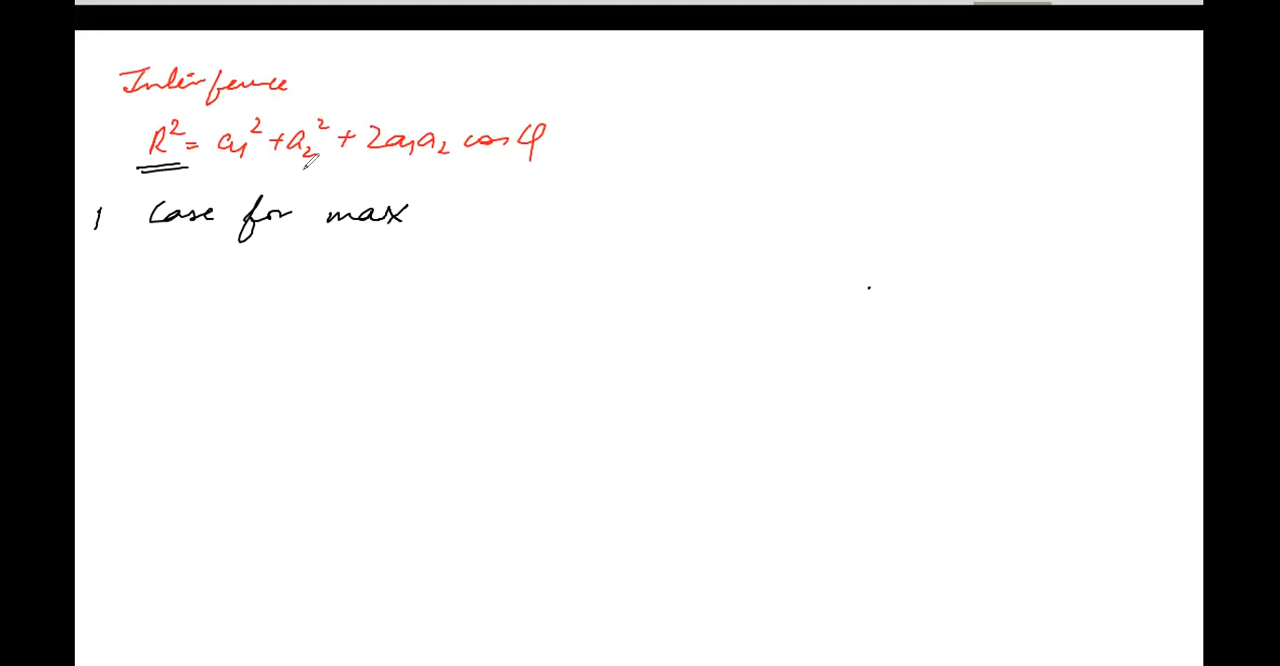 Interference
R² = a₁² + a₂² + 2a₁a₂ cos φ
1 Case for max